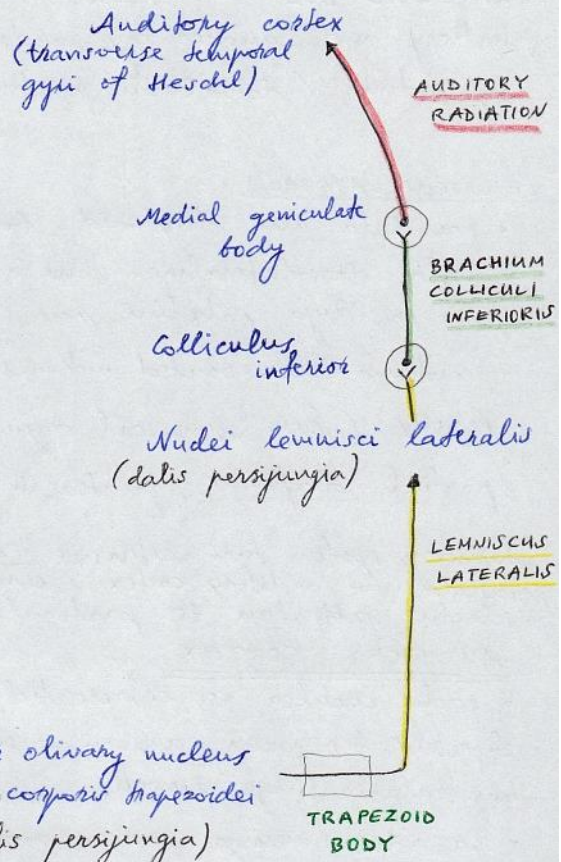 Auditory cortex
(transverse temporal
gyri of Heschl)
AUDITORY
RADIATION
Medial geniculate
body
BRACHIUM
COLLICULI
INFERIORIS
Colliculus
inferior
Nuclei lemnisci lateralis
(dalis persijungia)
LEMNISCUS
LATERALIS
olivary nucleus
corporis trapezoidei
persijungia)
TRAPEZOID
BODY